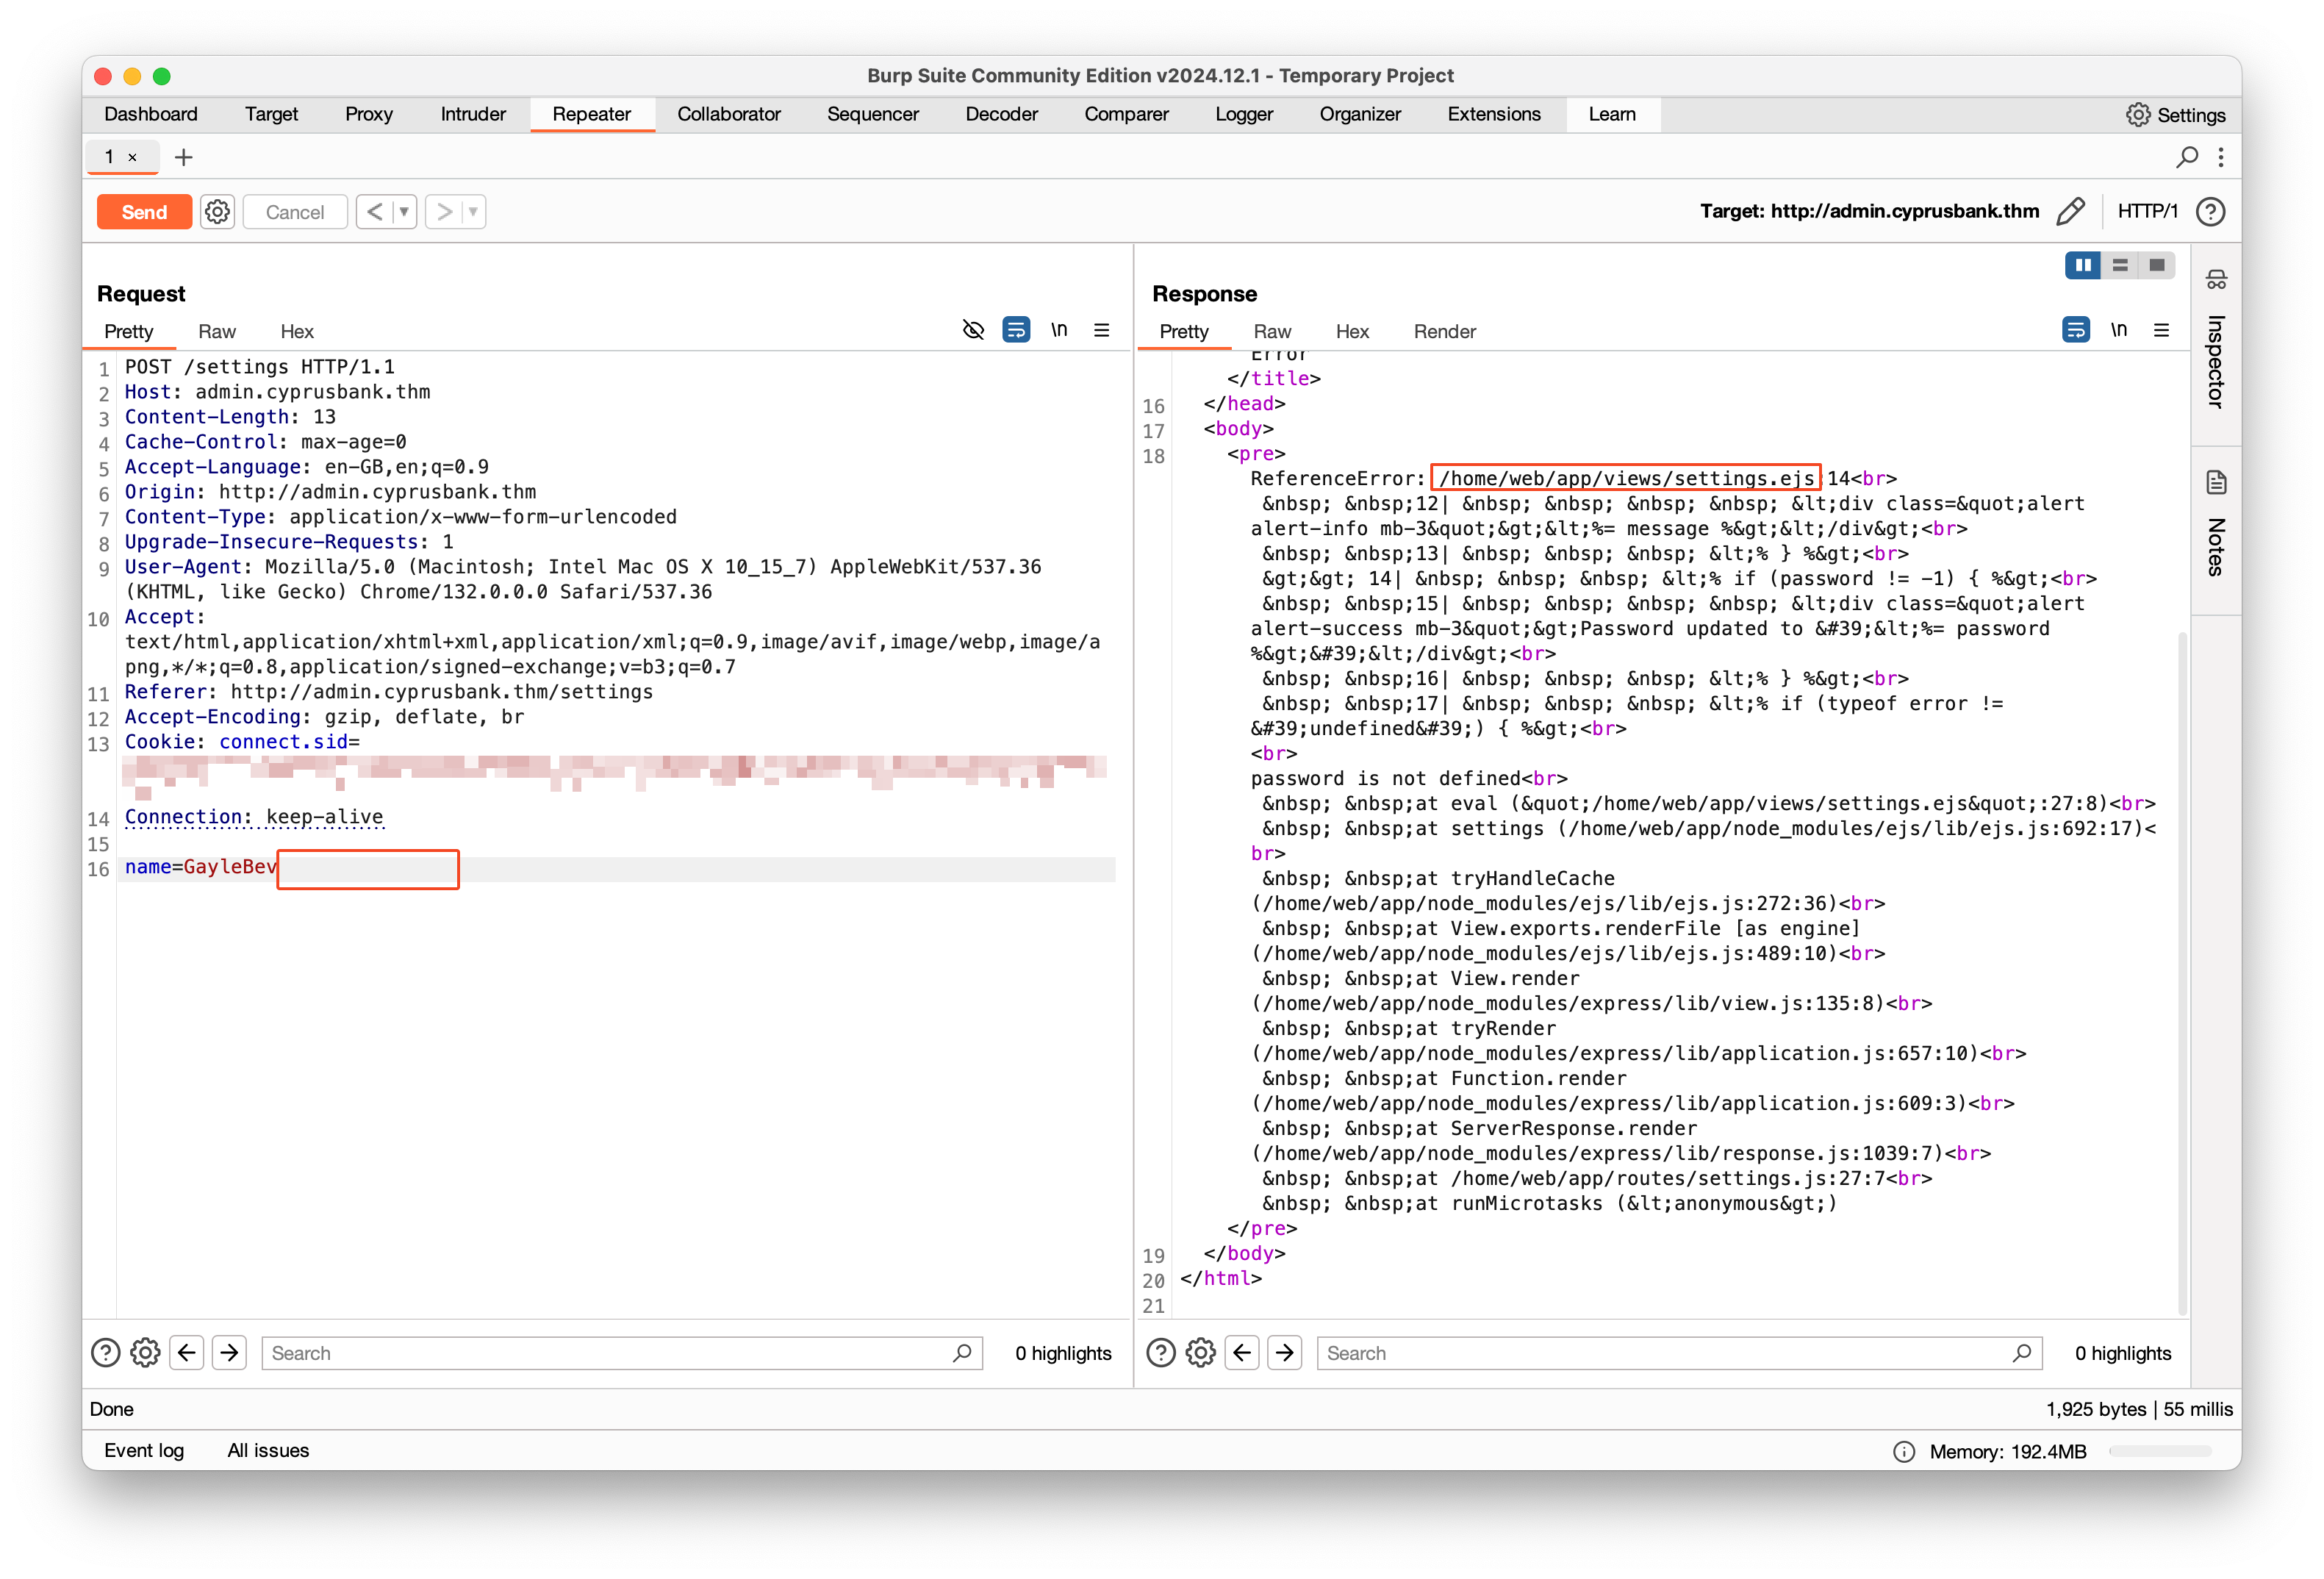 Burp Suite Community Edition v2024.12.1 - Temporary Project
Dashboard Target Proxy Intruder Repeater Collaborator Sequencer Decoder Comparer Logger Organizer Extensions Learn Settings
1 × +
Send Cancel < ▼ > ▼ Target: http://admin.cyprusbank.thm HTTP/1
Request
Pretty Raw Hex \n
1 POST /settings HTTP/1.1
2 Host: admin.cyprusbank.thm
3 Content-Length: 13
4 Cache-Control: max-age=0
5 Accept-Language: en-GB,en;q=0.9
6 Origin: http://admin.cyprusbank.thm
7 Content-Type: application/x-www-form-urlencoded
8 Upgrade-Insecure-Requests: 1
9 User-Agent: Mozilla/5.0 (Macintosh; Intel Mac OS X 10_15_7) AppleWebKit/537.36
(KHTML, like Gecko) Chrome/132.0.0.0 Safari/537.36
10 Accept:
text/html,application/xhtml+xml,application/xml;q=0.9,image/avif,image/webp,image/a
png,*/*;q=0.8,application/signed-exchange;v=b3;q=0.7
11 Referer: http://admin.cyprusbank.thm/settings
12 Accept-Encoding: gzip, deflate, br
13 Cookie: connect.sid=
14 Connection: keep-alive
15
16 name=GayleBev
Search 0 highlights
Response
Pretty Raw Hex Render \n
Error
</title>
16 </head>
17 <body>
18 <pre>
ReferenceError: /home/web/app/views/settings.ejs:14<br>
&nbsp; &nbsp;12| &nbsp; &nbsp; &nbsp; &nbsp; &lt;div class=&quot;alert
alert-info mb-3&quot;&gt;&lt;%= message %&gt;&lt;/div&gt;<br>
&nbsp; &nbsp;13| &nbsp; &nbsp; &nbsp; &lt;% } %&gt;<br>
&gt;&gt; 14| &nbsp; &nbsp; &nbsp; &lt;% if (password != -1) { %&gt;<br>
&nbsp; &nbsp;15| &nbsp; &nbsp; &nbsp; &nbsp; &lt;div class=&quot;alert
alert-success mb-3&quot;&gt;Password updated to &#39;&lt;%= password
%&gt;&#39;&lt;/div&gt;<br>
&nbsp; &nbsp;16| &nbsp; &nbsp; &nbsp; &lt;% } %&gt;<br>
&nbsp; &nbsp;17| &nbsp; &nbsp; &nbsp; &lt;% if (typeof error !=
&#39;undefined&#39;) { %&gt;<br>
<br>
password is not defined<br>
&nbsp; &nbsp;at eval (&quot;/home/web/app/views/settings.ejs&quot;:27:8)<br>
&nbsp; &nbsp;at settings (/home/web/app/node_modules/ejs/lib/ejs.js:692:17)<
br>
&nbsp; &nbsp;at tryHandleCache
(/home/web/app/node_modules/ejs/lib/ejs.js:272:36)<br>
&nbsp; &nbsp;at View.exports.renderFile [as engine]
(/home/web/app/node_modules/ejs/lib/ejs.js:489:10)<br>
&nbsp; &nbsp;at View.render
(/home/web/app/node_modules/express/lib/view.js:135:8)<br>
&nbsp; &nbsp;at tryRender
(/home/web/app/node_modules/express/lib/application.js:657:10)<br>
&nbsp; &nbsp;at Function.render
(/home/web/app/node_modules/express/lib/application.js:609:3)<br>
&nbsp; &nbsp;at ServerResponse.render
(/home/web/app/node_modules/express/lib/response.js:1039:7)<br>
&nbsp; &nbsp;at /home/web/app/routes/settings.js:27:7<br>
&nbsp; &nbsp;at runMicrotasks (&lt;anonymous&gt;)
</pre>
19 </body>
20 </html>
21
Search 0 highlights
Inspector
Notes
Done 1,925 bytes | 55 millis
Event log All issues Memory: 192.4MB